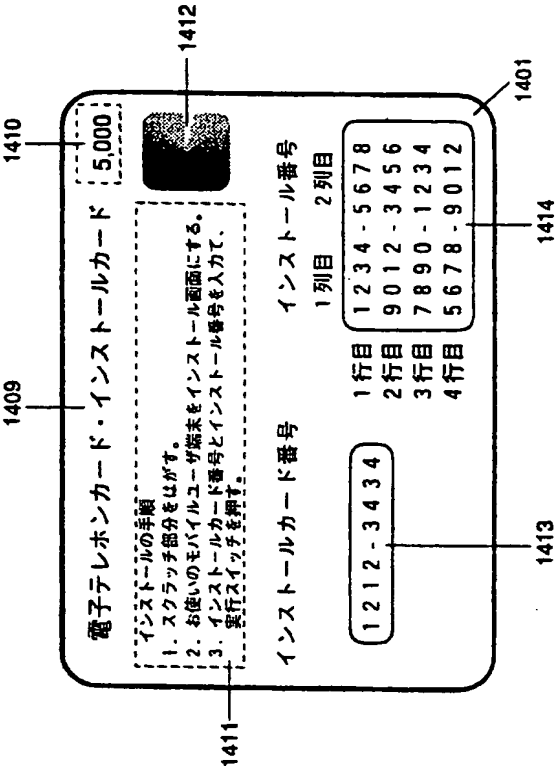 1409
1410
1412
電子テレホンカード・インストールカード
5,000
インストールの手順
1. スクラッチ部分をはがす。
2. お使いのモバイルユーザ端末をインストール画面にする。
3. インストールカード番号とインストール番号を入力て、
実行スイッチを押す。
1411
インストールカード番号
1212-3434
インストール番号
1列目 2列目
1行目 1234-5678
2行目 9012-3456
3行目 7890-1234
4行目 5678-9012
1413
1414
1401